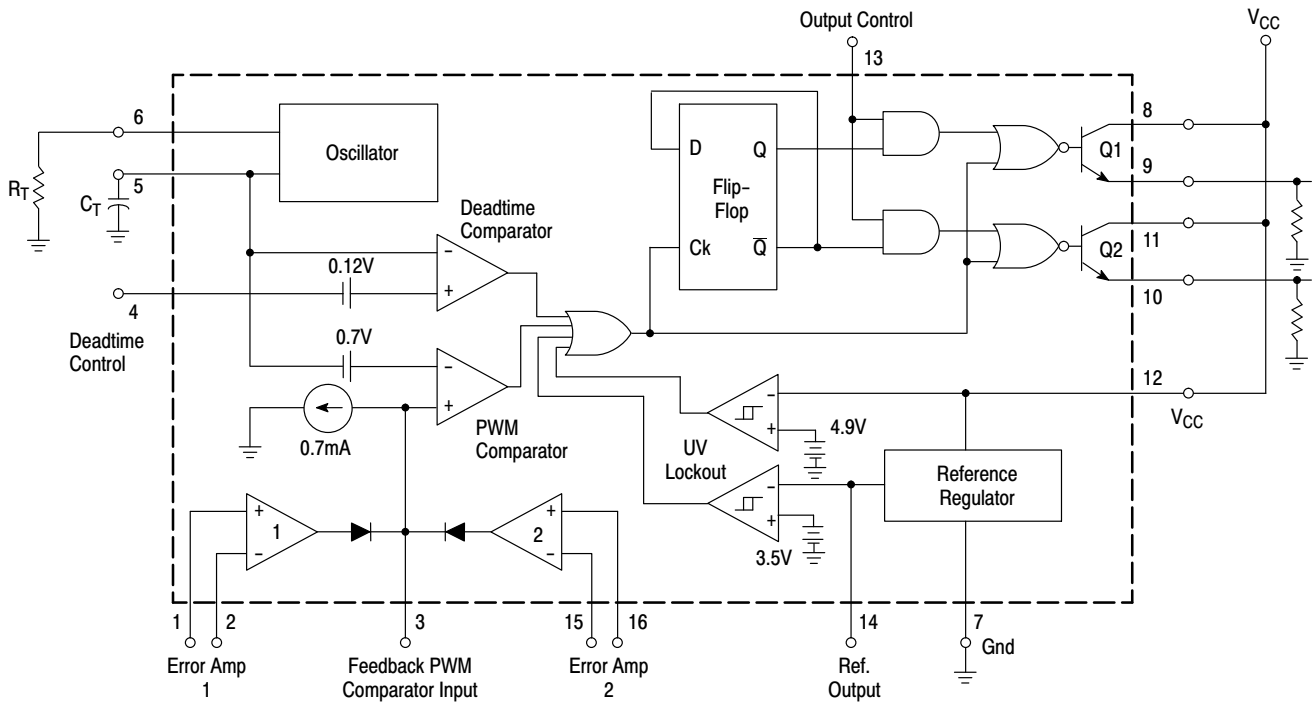 Output Control
13
VCC
6
Oscillator
RT
5
CT
D
Q
Flip-
Flop
Ck
Q
8
Q1
9
11
Q2
10
Deadtime
Comparator
-
+
0.12V
4
Deadtime
Control
0.7V
-
+
0.7mA
PWM
Comparator
12
VCC
-
+
4.9V
UV
Lockout
-
+
3.5V
Reference
Regulator
+
1
-
+
2
-
1
2
3
15
16
14
7
Gnd
Error Amp
1
Feedback PWM
Comparator Input
Error Amp
2
Ref.
Output